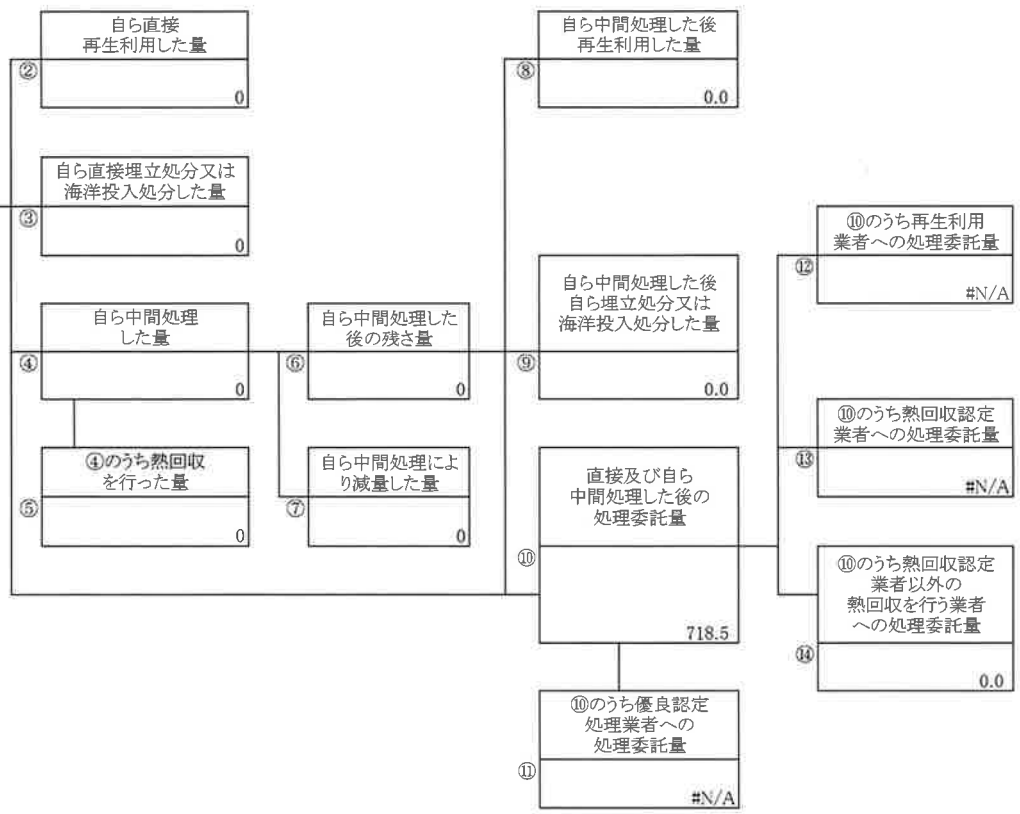 自ら直接
再生利用した量
②
0
自ら直接埋立処分又は
海洋投入処分した量
③
0
自ら中間処理
した量
④
0
④のうち熱回収
を行った量
⑤
0
自ら中間処理した
後の残さ量
⑥
0
自ら中間処理によ
り減量した量
⑦
0
自ら中間処理した後
再生利用した量
⑧
0.0
自ら中間処理した後
自ら埋立処分又は
海洋投入処分した量
⑨
0.0
直接及び自ら
中間処理した後の
処理委託量
⑩
718.5
⑩のうち優良認定
処理業者への
処理委託量
⑪
#N/A
⑩のうち再生利用
業者への処理委託量
⑫
#N/A
⑩のうち熱回収認定
業者への処理委託量
⑬
#N/A
⑩のうち熱回収認定
業者以外の
熱回収を行う業者
への処理委託量
⑭
0.0